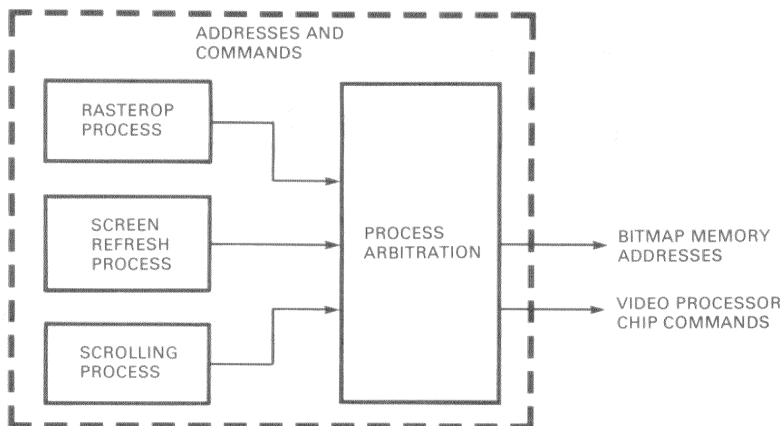 ADDRESSES AND
COMMANDS
RASTEROP
PROCESS
SCREEN
REFRESH
PROCESS
SCROLLING
PROCESS
PROCESS
ARBITRATION
BITMAP MEMORY
ADDRESSES
VIDEO PROCESSOR
CHIP COMMANDS